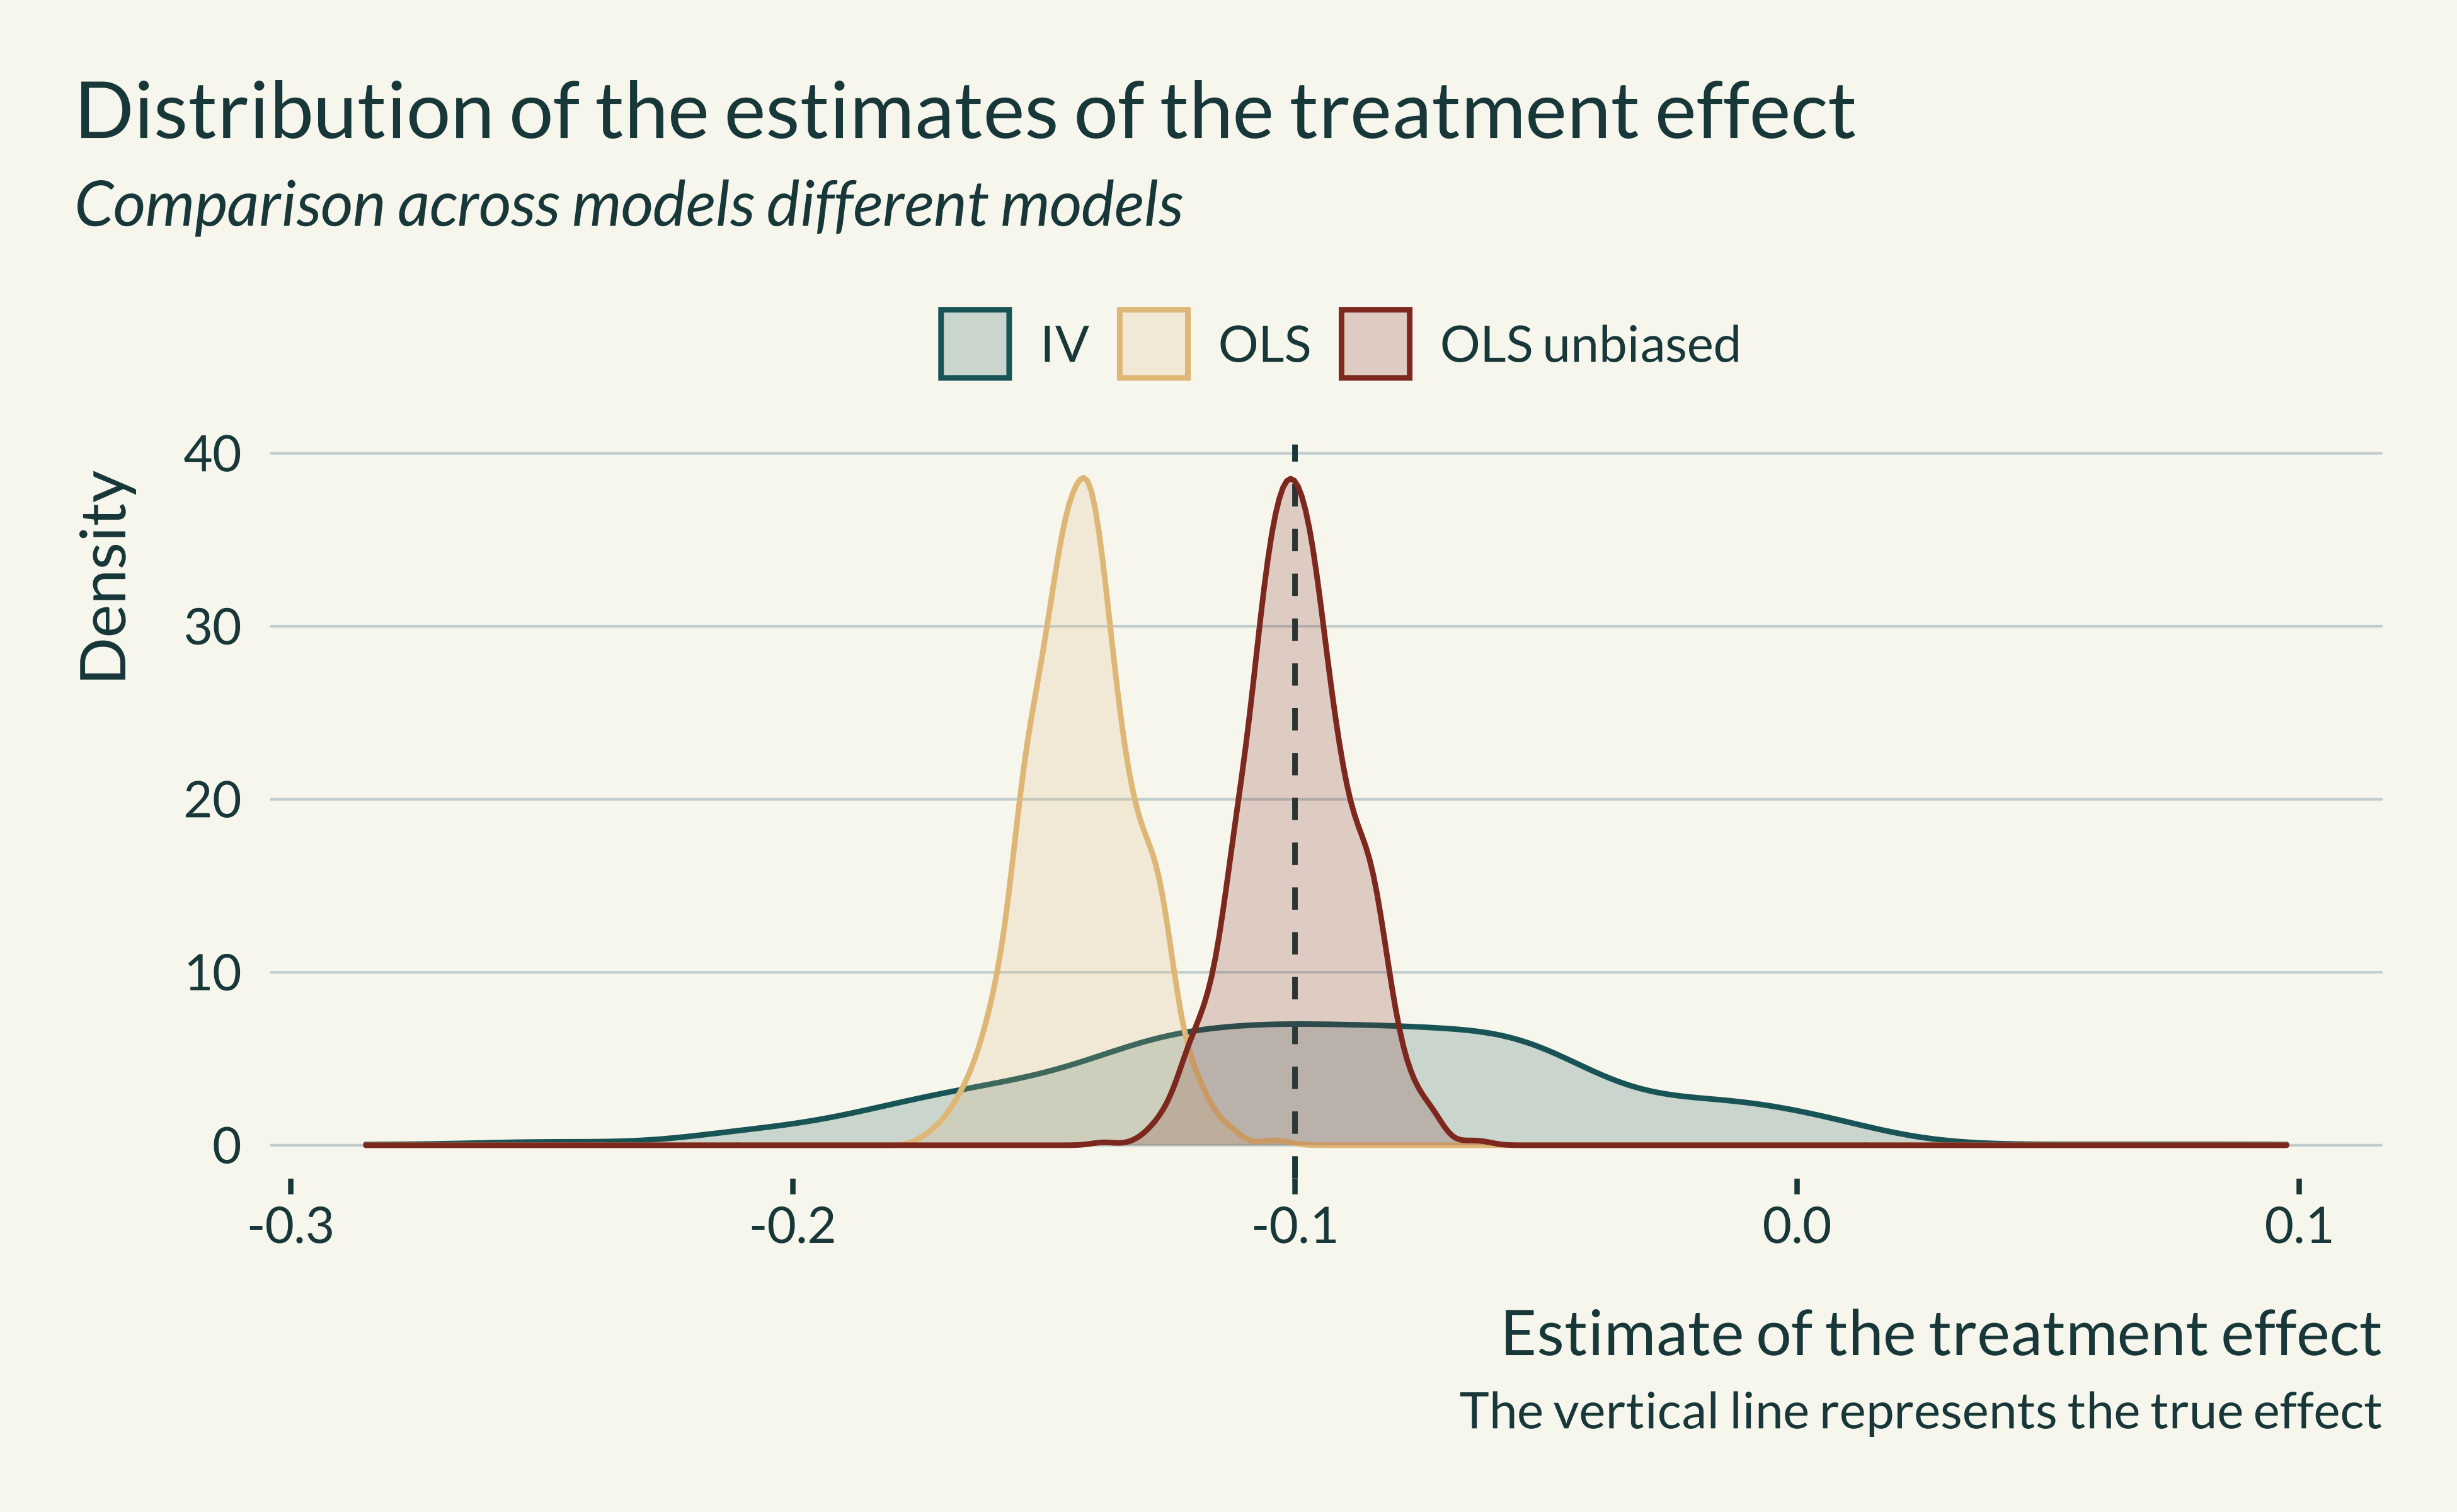 Distribution of the estimates of the treatment effect
Comparison across models different models
IV OLS OLS unbiased
Density
40
30
20
10
0
-0.3 -0.2 -0.1 0.0 0.1
Estimate of the treatment effect
The vertical line represents the true effect